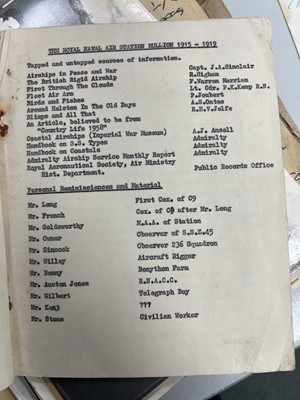 THE ROYAL NAVAL AIR STATION MULLION 1915 - 1919
Tapped and untapped sources of information.
Airships in Peace and War Capt. J.A.Sinclair
The British Rigid Airship R.Higham
First Through The Clouds F.Warren Merriam
Fleet Air Arm Lt. Cdr. P.K.Kemp R.N.
Birds and Fishes P.Joubert
Around Helston In The Old Days A.S.Oates
Blimps and All That R.H.V.Jolfe
An Article, believed to be from
"Country Life 1958"
Coastal Airships (Imperial War Museum) A.J. Ansell
Handbook on S.S. Types Admiralty
Handbook on Coastals Admiralty
Admiralty Airship Service Monthly Report Admiralty
Royal Aeronautical Society, Air Ministry
Hist. Department. Public Records Office
Personal Reminiscences and Material
Mr. Long First Cox. of C9
Mr. French Cox. of C9 after Mr. Long
Mr. Goldsworthy N.A.A. of Station
Mr. Owner Observer of S.S.Z.45
Mr. Observer 236 Squadron
Mr. Willey Aircraft Rigger
Mr. Benny Bonython Farm
Mr. Austen Jones R.N.A.C.C.
Mr. Gilbert Telegraph Boy
Mr. Kemp ???
Mr. Stone Civilian Worker